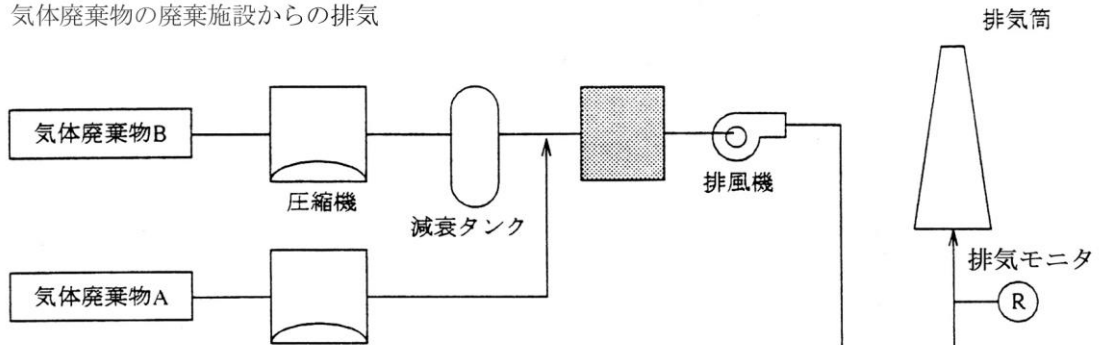 気体廃棄物の廃棄施設からの排気
排気筒
気体廃棄物B
圧縮機
減衰タンク
排風機
気体廃棄物A
排気モニタ
R